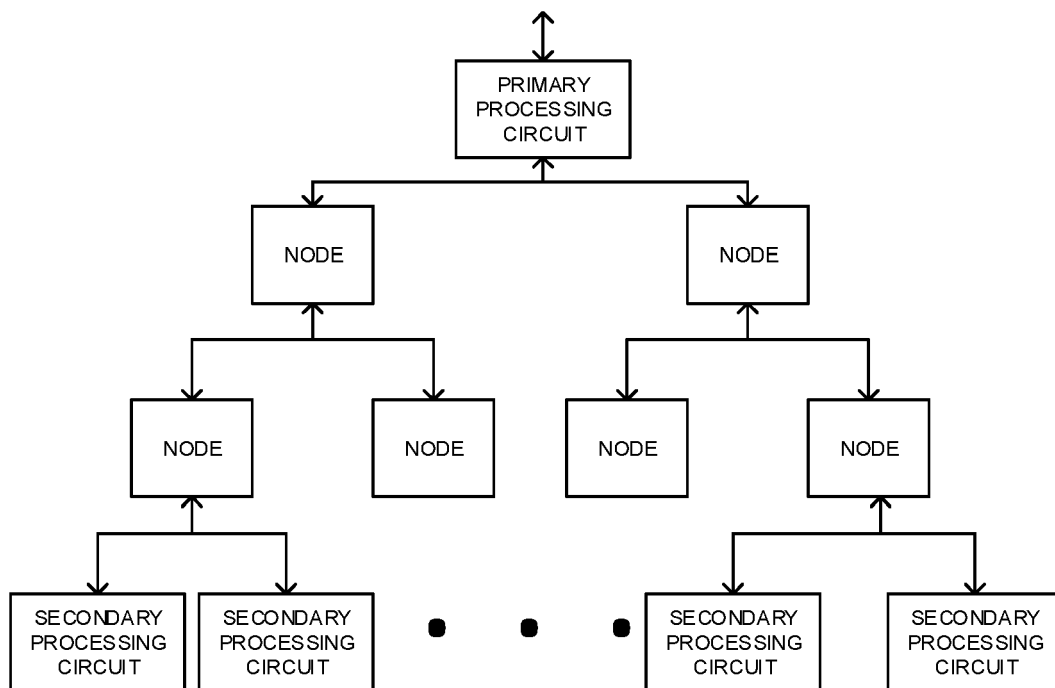 PRIMARY
PROCESSING
CIRCUIT
NODE
NODE
NODE
NODE
NODE
NODE
SECONDARY
PROCESSING
CIRCUIT
SECONDARY
PROCESSING
CIRCUIT
SECONDARY
PROCESSING
CIRCUIT
SECONDARY
PROCESSING
CIRCUIT